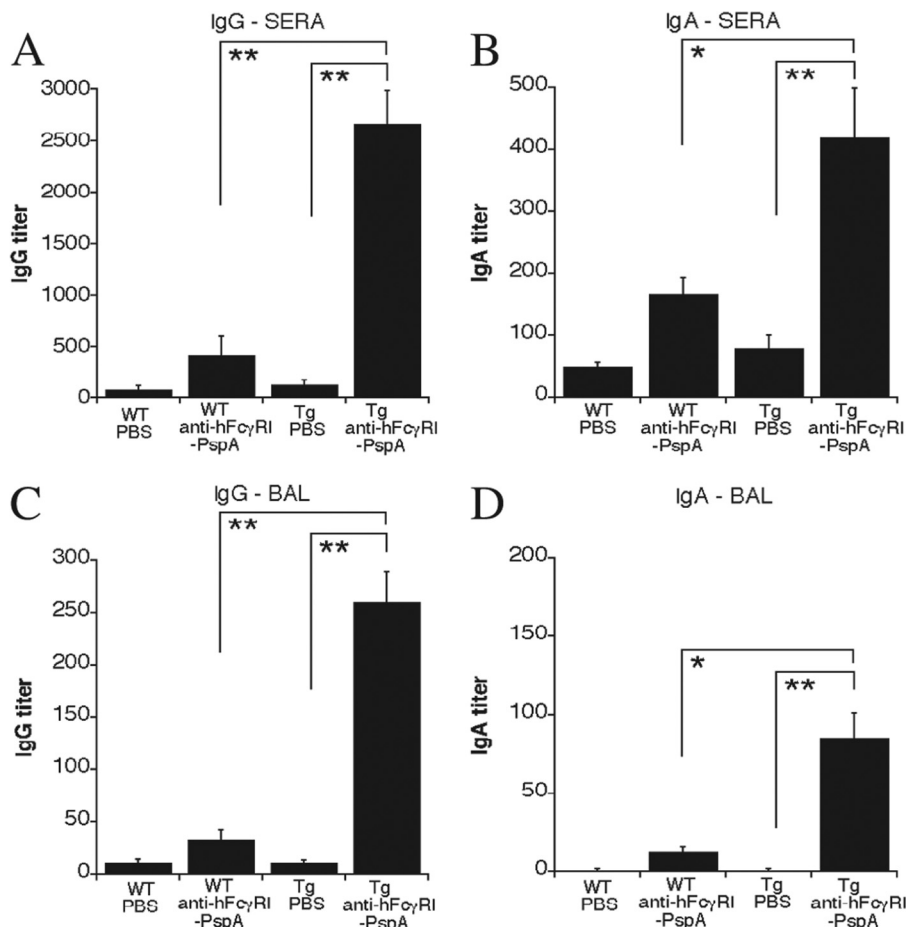 A
IgG - SERA
**
**
3000
2500
2000
1500
1000
500
0
IgG titer
WT
PBS
WT
anti-hFcγRI
-PspA
Tg
PBS
Tg
anti-hFcγRI
-PspA
B
IgA - SERA
*
**
500
400
300
200
100
0
IgA titer
WT
PBS
WT
anti-hFcγRI
-PspA
Tg
PBS
Tg
anti-hFcγRI
-PspA
C
IgG - BAL
**
**
300
250
200
150
100
50
0
IgG titer
WT
PBS
WT
anti-hFcγRI
-PspA
Tg
PBS
Tg
anti-hFcγRI
-PspA
D
IgA - BAL
200
150
*
**
100
50
0
IgA titer
WT
PBS
WT
anti-hFcγRI
-PspA
Tg
PBS
Tg
anti-hFcγRI
-PspA